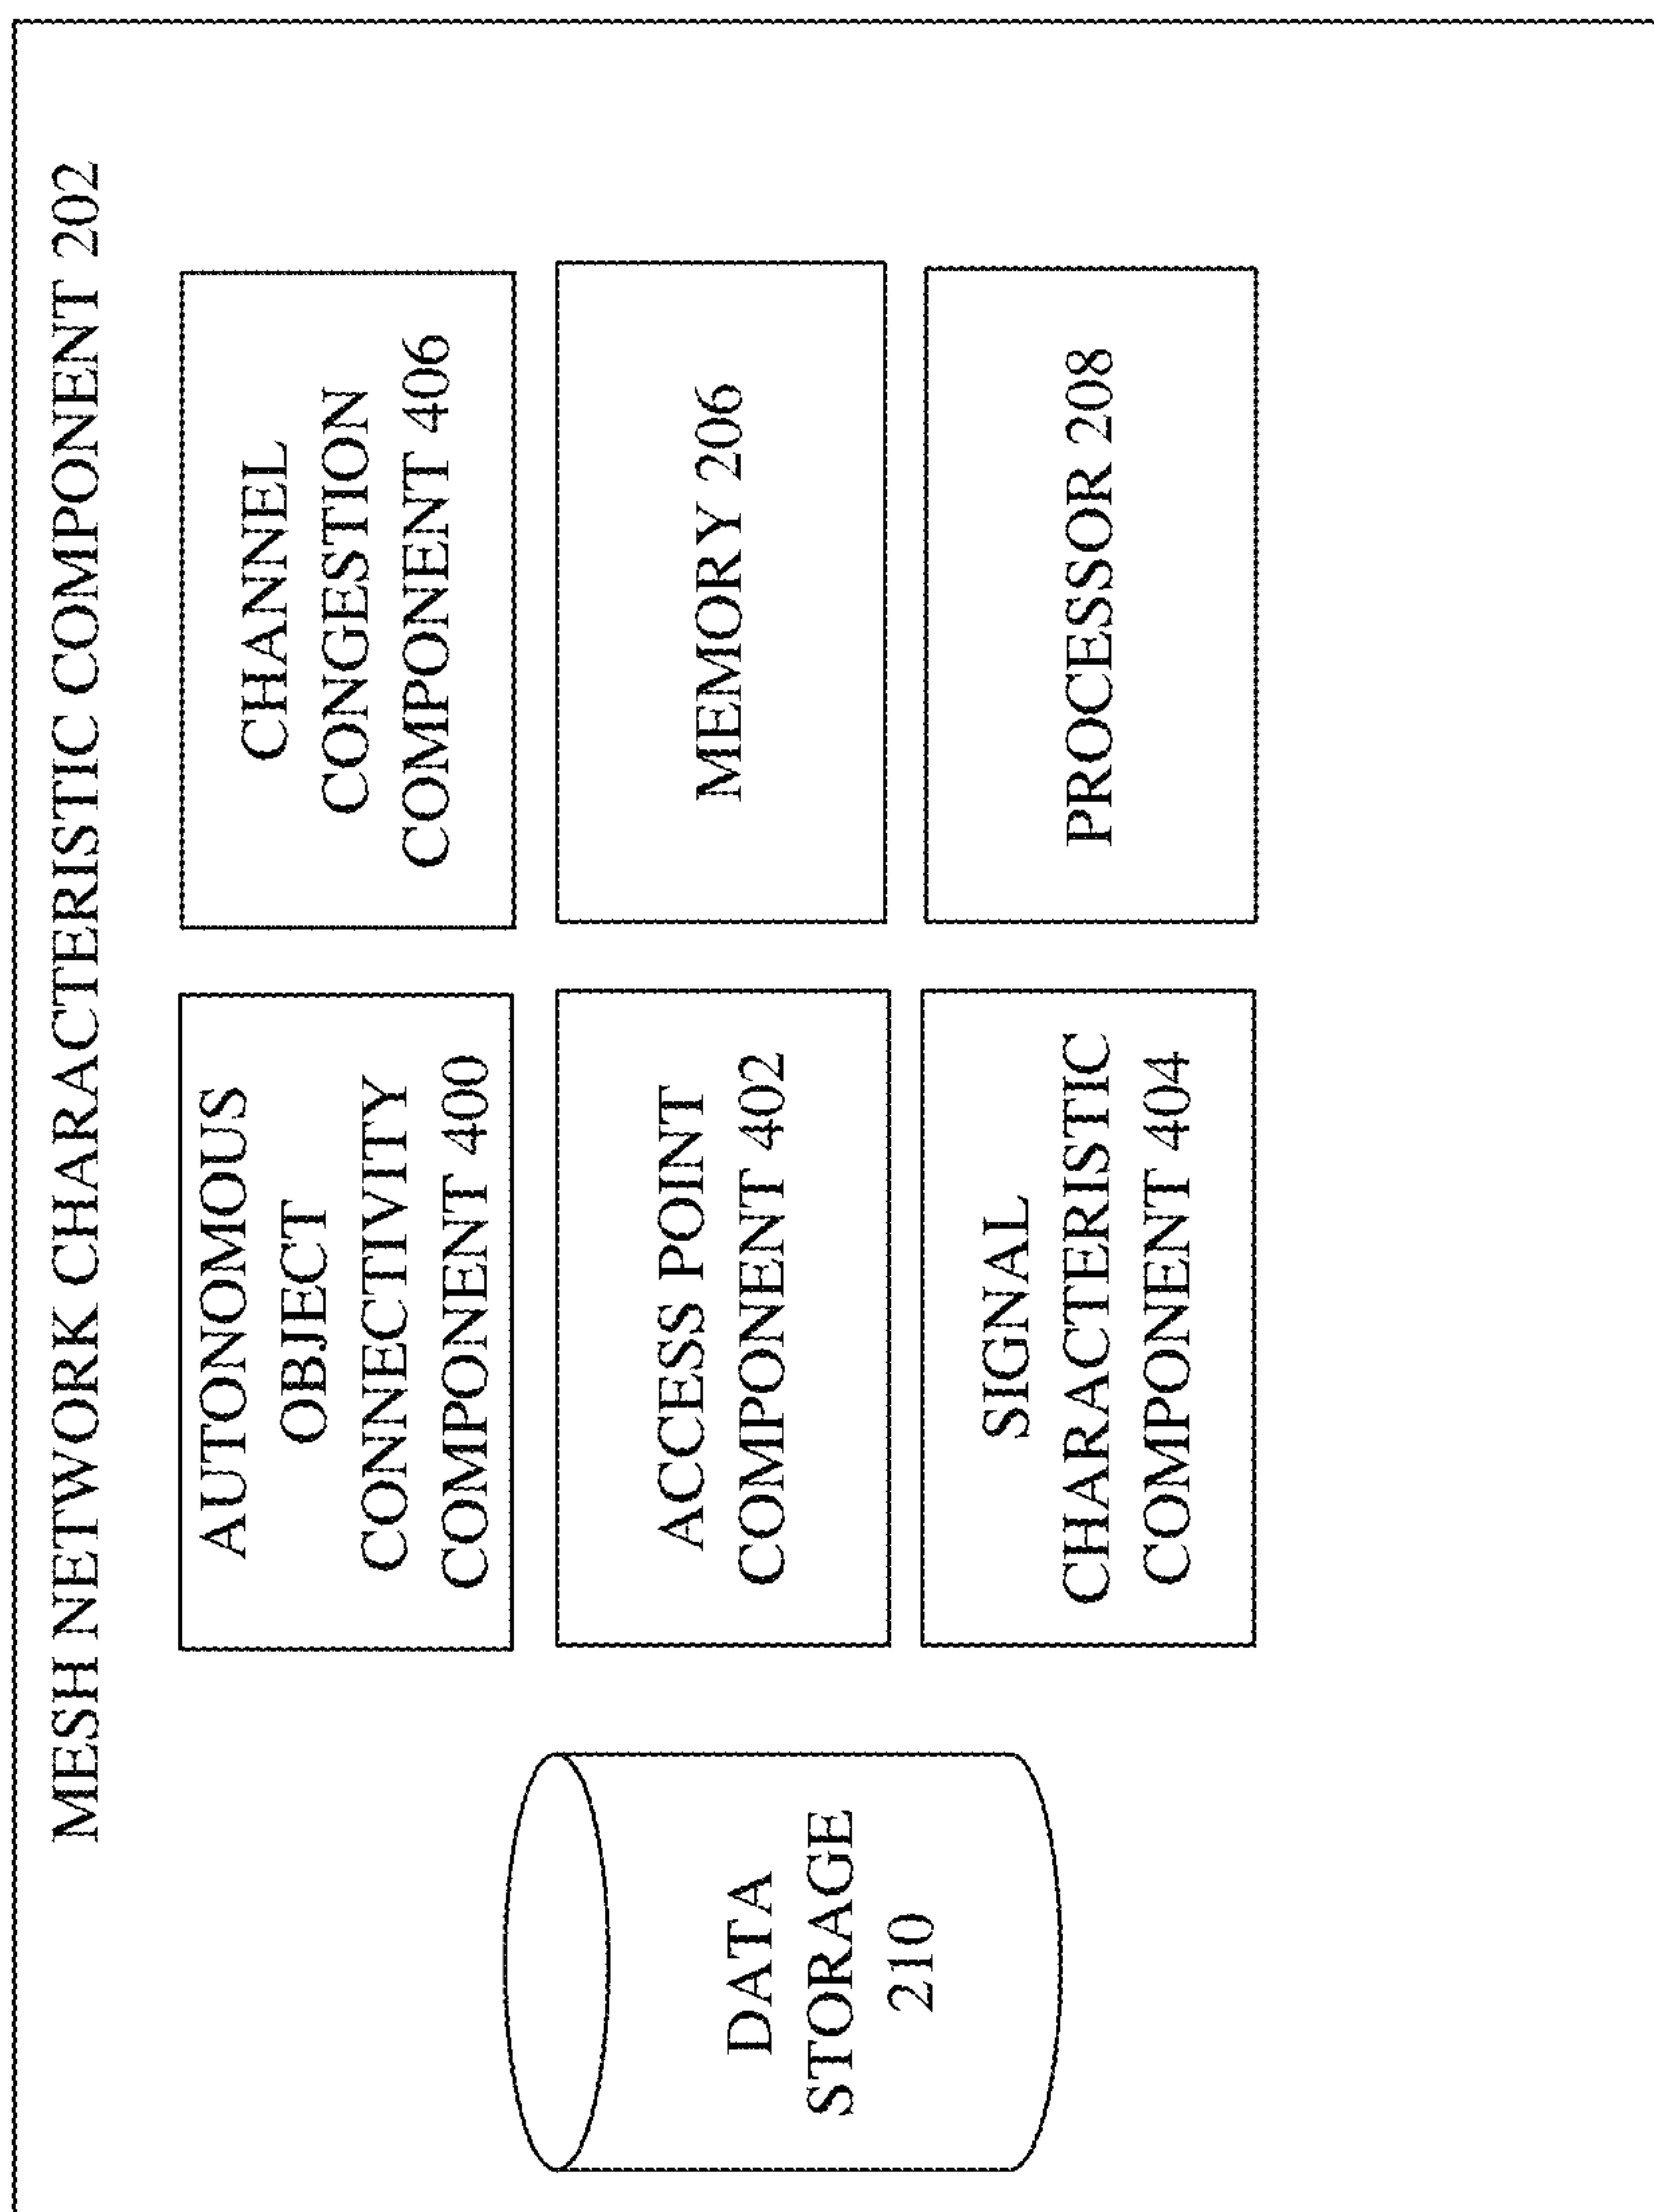 MESH NETWORK CHARACTERISTIC COMPONENT 202
DATA
STORAGE
210
AUTONOMOUS
OBJECT
CONNECTIVITY
COMPONENT 400
ACCESS POINT
COMPONENT 402
SIGNAL
CHARACTERISTIC
COMPONENT 404
CHANNEL
CONGESTION
COMPONENT 406
MEMORY 206
PROCESSOR 208